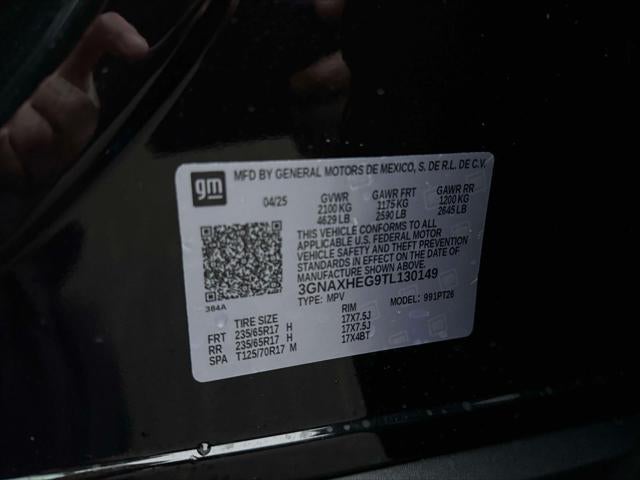 gm
MFD BY GENERAL MOTORS DE MEXICO, S. DE R.L. DE C.V.
04/25
GVWR GAWR FRT GAWR RR
2100 KG 1175 KG 1200 KG
4629 LB 2590 LB 2645 LB
THIS VEHICLE CONFORMS TO ALL
APPLICABLE U.S. FEDERAL MOTOR
VEHICLE SAFETY AND THEFT PREVENTION
STANDARDS IN EFFECT ON THE DATE OF
MANUFACTURE SHOWN ABOVE.
3GNAXHEG9TL130149
384A
TYPE: MPV MODEL: 991PT26
TIRE SIZE RIM
FRT 235/65R17 H 17X7.5J
RR 235/65R17 H 17X7.5J
SPA T125/70R17 M 17X4BT